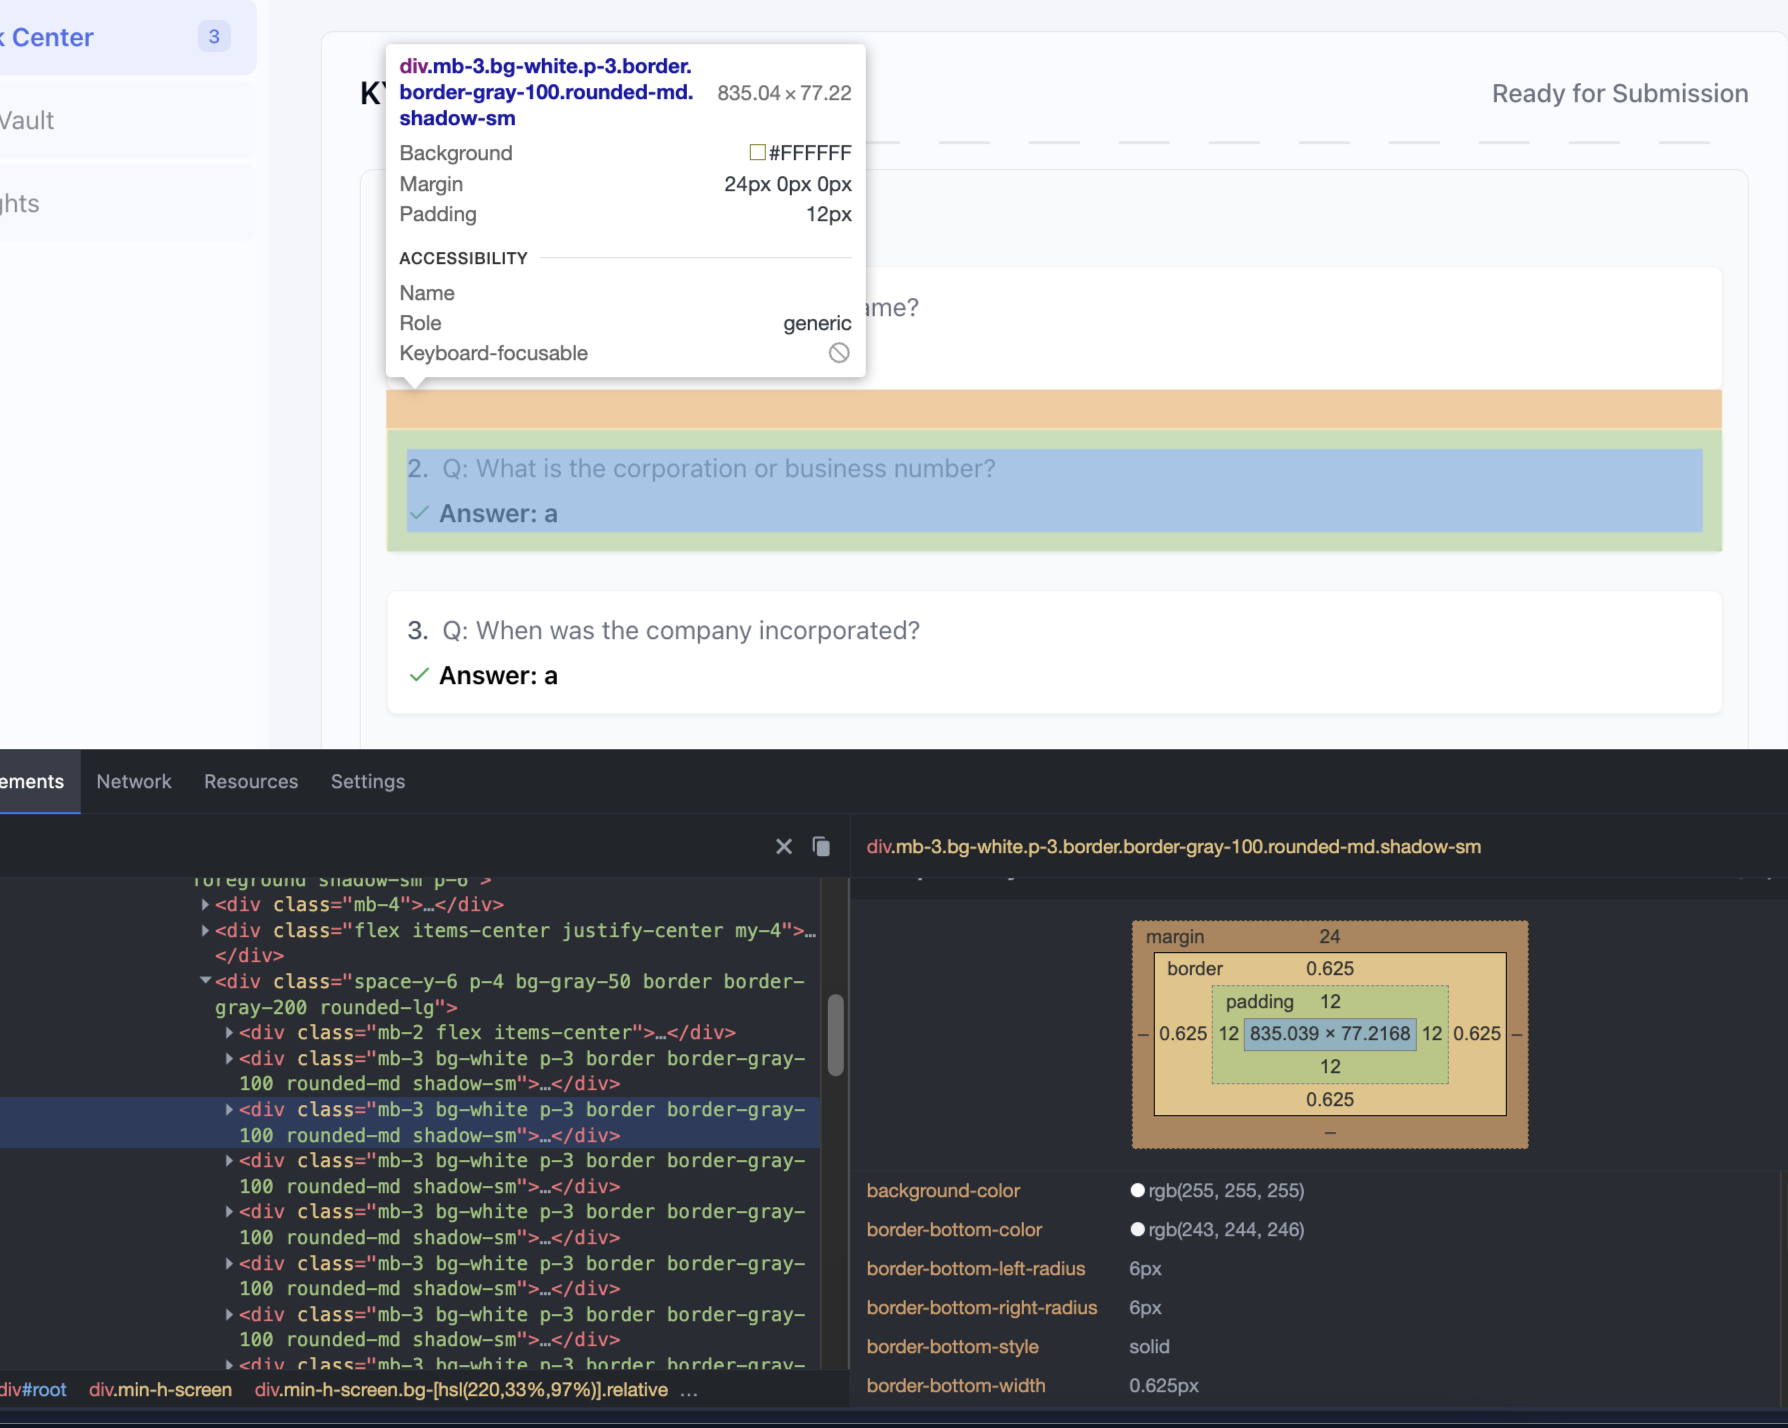 Center
3
Vault
ghts
Ready for Submission
div.mb-3.bg-white.p-3.border.
border-gray-100.rounded-md.
shadow-sm
835.04 × 77.22
Background
#FFFFFF
Margin
24px 0px 0px
Padding
12px
ACCESSIBILITY
Name
Role
generic
Keyboard-focusable
ame?
2. Q: What is the corporation or business number?
Answer: a
3. Q: When was the company incorporated?
Answer: a
ements
Network
Resources
Settings
div.mb-3.bg-white.p-3.border.border-gray-100.rounded-md.shadow-sm
foreground shadow-sm p-6">
<div class="mb-4">…</div>
<div class="flex items-center justify-center my-4">…
</div>
<div class="space-y-6 p-4 bg-gray-50 border border-
gray-200 rounded-lg">
<div class="mb-2 flex items-center">…</div>
<div class="mb-3 bg-white p-3 border border-gray-
100 rounded-md shadow-sm">…</div>
<div class="mb-3 bg-white p-3 border border-gray-
100 rounded-md shadow-sm">…</div>
<div class="mb-3 bg-white p-3 border border-gray-
100 rounded-md shadow-sm">…</div>
<div class="mb-3 bg-white p-3 border border-gray-
100 rounded-md shadow-sm">…</div>
<div class="mb-3 bg-white p-3 border border-gray-
100 rounded-md shadow-sm">…</div>
<div class="mb-3 bg-white p-3 border border-gray-
100 rounded-md shadow-sm">…</div>
<div class="mb-3 bg-white p-3 border border-gray-
div#root
div.min-h-screen
div.min-h-screen.bg-[hsl(220,33%,97%)].relative
...
margin
24
border
0.625
padding
12
–
0.625
12
835.039 × 77.2168
12
0.625
–
12
0.625
–
background-color
rgb(255, 255, 255)
border-bottom-color
rgb(243, 244, 246)
border-bottom-left-radius
6px
border-bottom-right-radius
6px
border-bottom-style
solid
border-bottom-width
0.625px